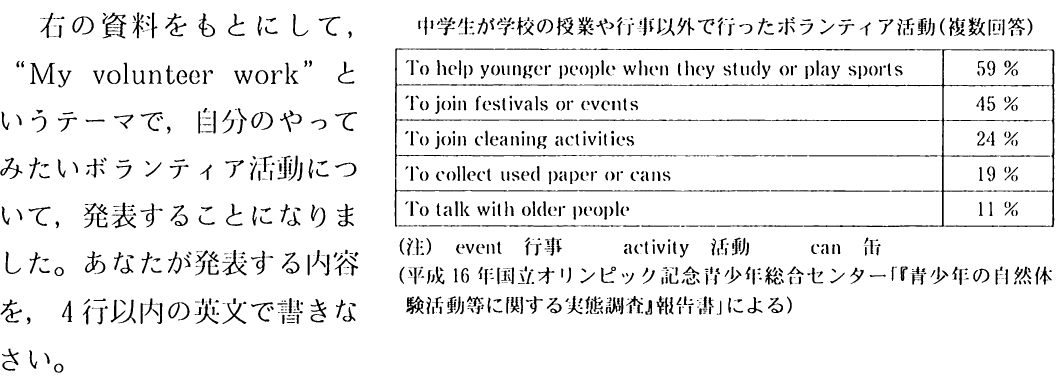 右の資料をもとにして，
“My volunteer work” と
いうテーマで，自分のやって
みたいボランティア活動につ
いて，発表することになりま
した。あなたが発表する内容
を，4行以内の英文で書きな
さい。
中学生が学校の授業や行事以外で行ったボランティア活動(複数回答)
To help younger people when they study or play sports 59 %
To join festivals or events 45 %
To join cleaning activities 24 %
To collect used paper or cans 19 %
To talk with older people 11 %
(注) event 行事 activity 活動 can 缶
(平成 16 年国立オリンピック記念青少年総合センター「『青少年の自然体
験活動等に関する実態調査』報告書」による)